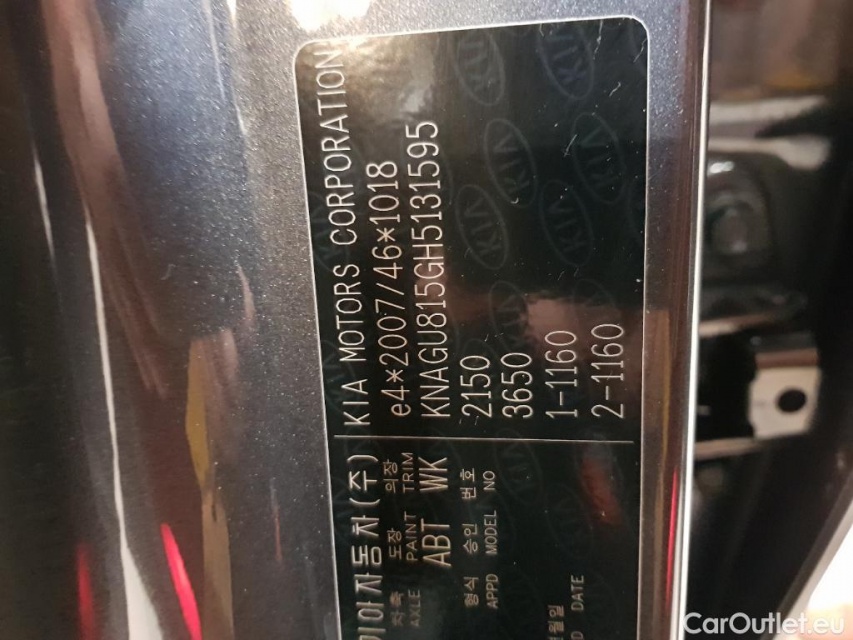 KIA MOTORS CORPORATION
e4*2007/46*1018
KNAGU815GH5131595
2150
3650
1-1160
2-1160
기아자동차(주)
차축 도장 의장
AXLE PAINT TRIM
ABT WK
형식 승인 번호
APPD MODEL NO
DATE
CarOutlet.eu